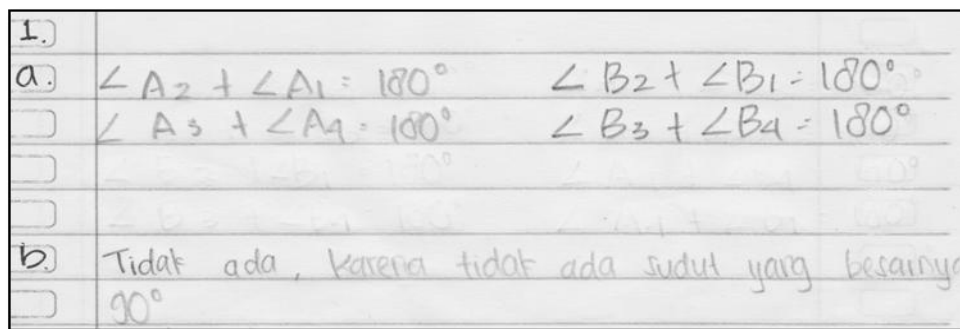 1.
a. ∠A2 + ∠A1 = 180° ∠B2 + ∠B1 = 180°
∠A3 + ∠A4 = 180° ∠B3 + ∠B4 = 180°
b. Tidak ada, karena tidak ada sudut yang besarnya
90°